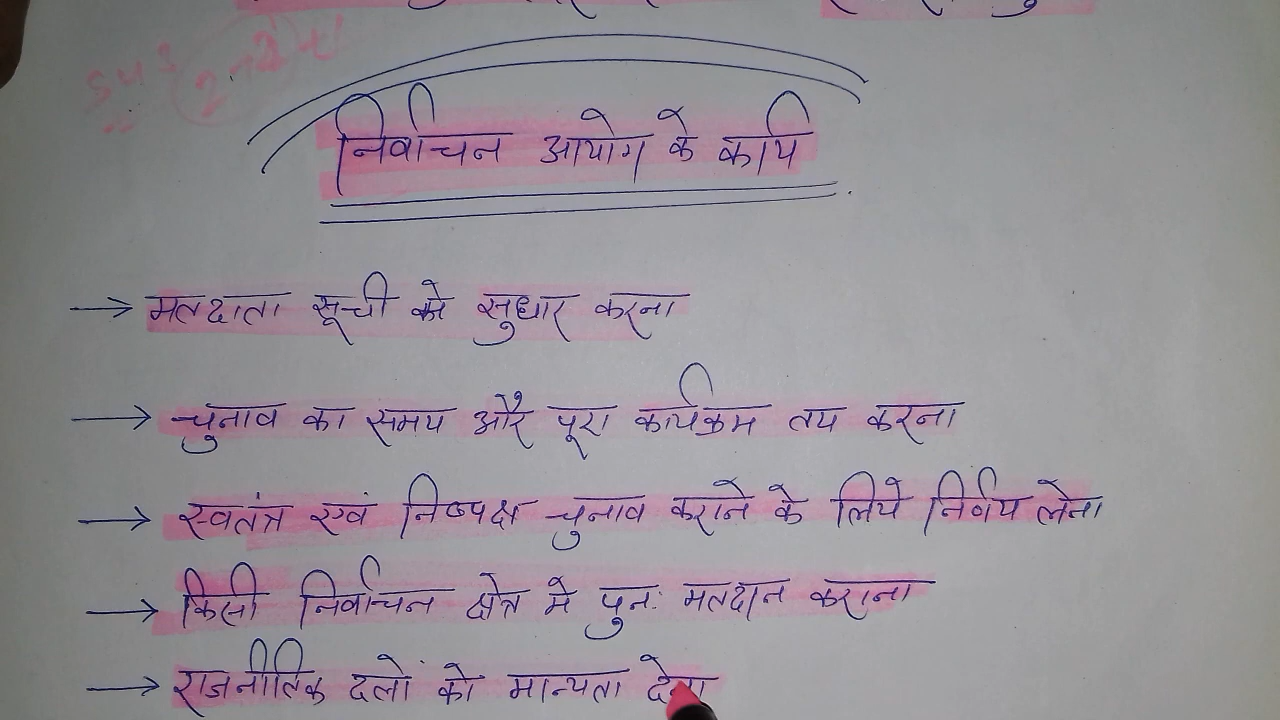 निर्वाचन आयोग के कार्य
→ मतदाता सूची को सुधार करना
→ चुनाव का समय और पूरा कार्यक्रम तय करना
→ स्वतंत्र एवं निष्पक्ष चुनाव कराने के लिये निर्णय लेना
→ किसी निर्वाचन क्षेत्र मे पुनः मतदान कराना
→ राजनीतिक दलों को मान्यता देना